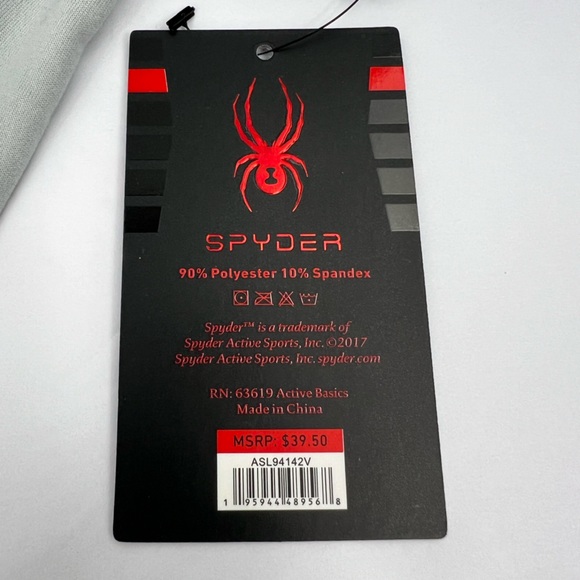 SPYDER
90% Polyester 10% Spandex
Spyder™ is a trademark of
Spyder Active Sports, Inc. ©2017
Spyder Active Sports, Inc. spyder.com
RN: 63619 Active Basics
Made in China
MSRP: $39.50
ASL94142V
1 95944 48956 8